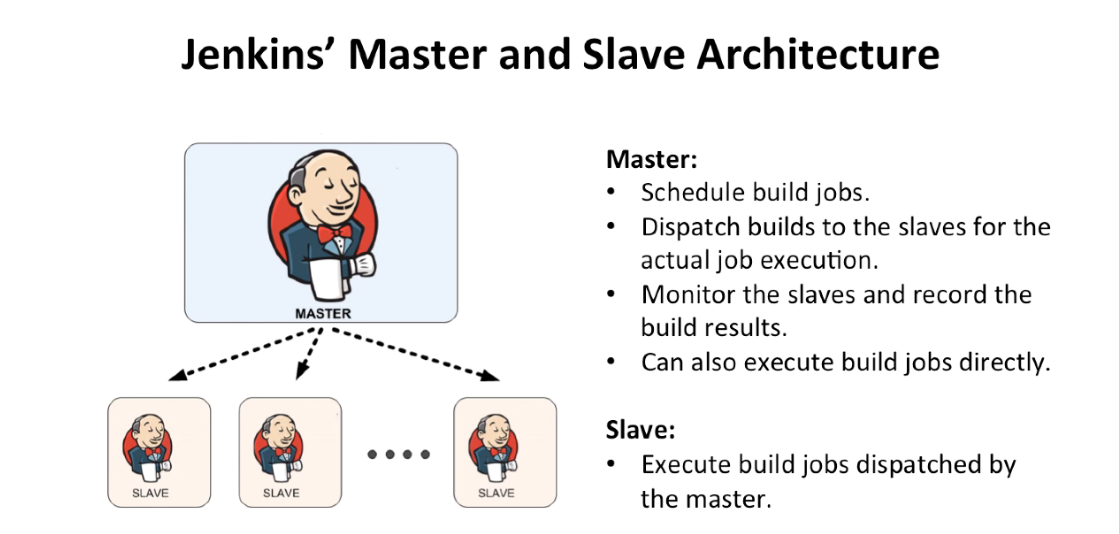 Jenkins’ Master and Slave Architecture
MASTER
SLAVE
SLAVE
SLAVE
Master:
• Schedule build jobs.
• Dispatch builds to the slaves for the
actual job execution.
• Monitor the slaves and record the
build results.
• Can also execute build jobs directly.
Slave:
• Execute build jobs dispatched by
the master.